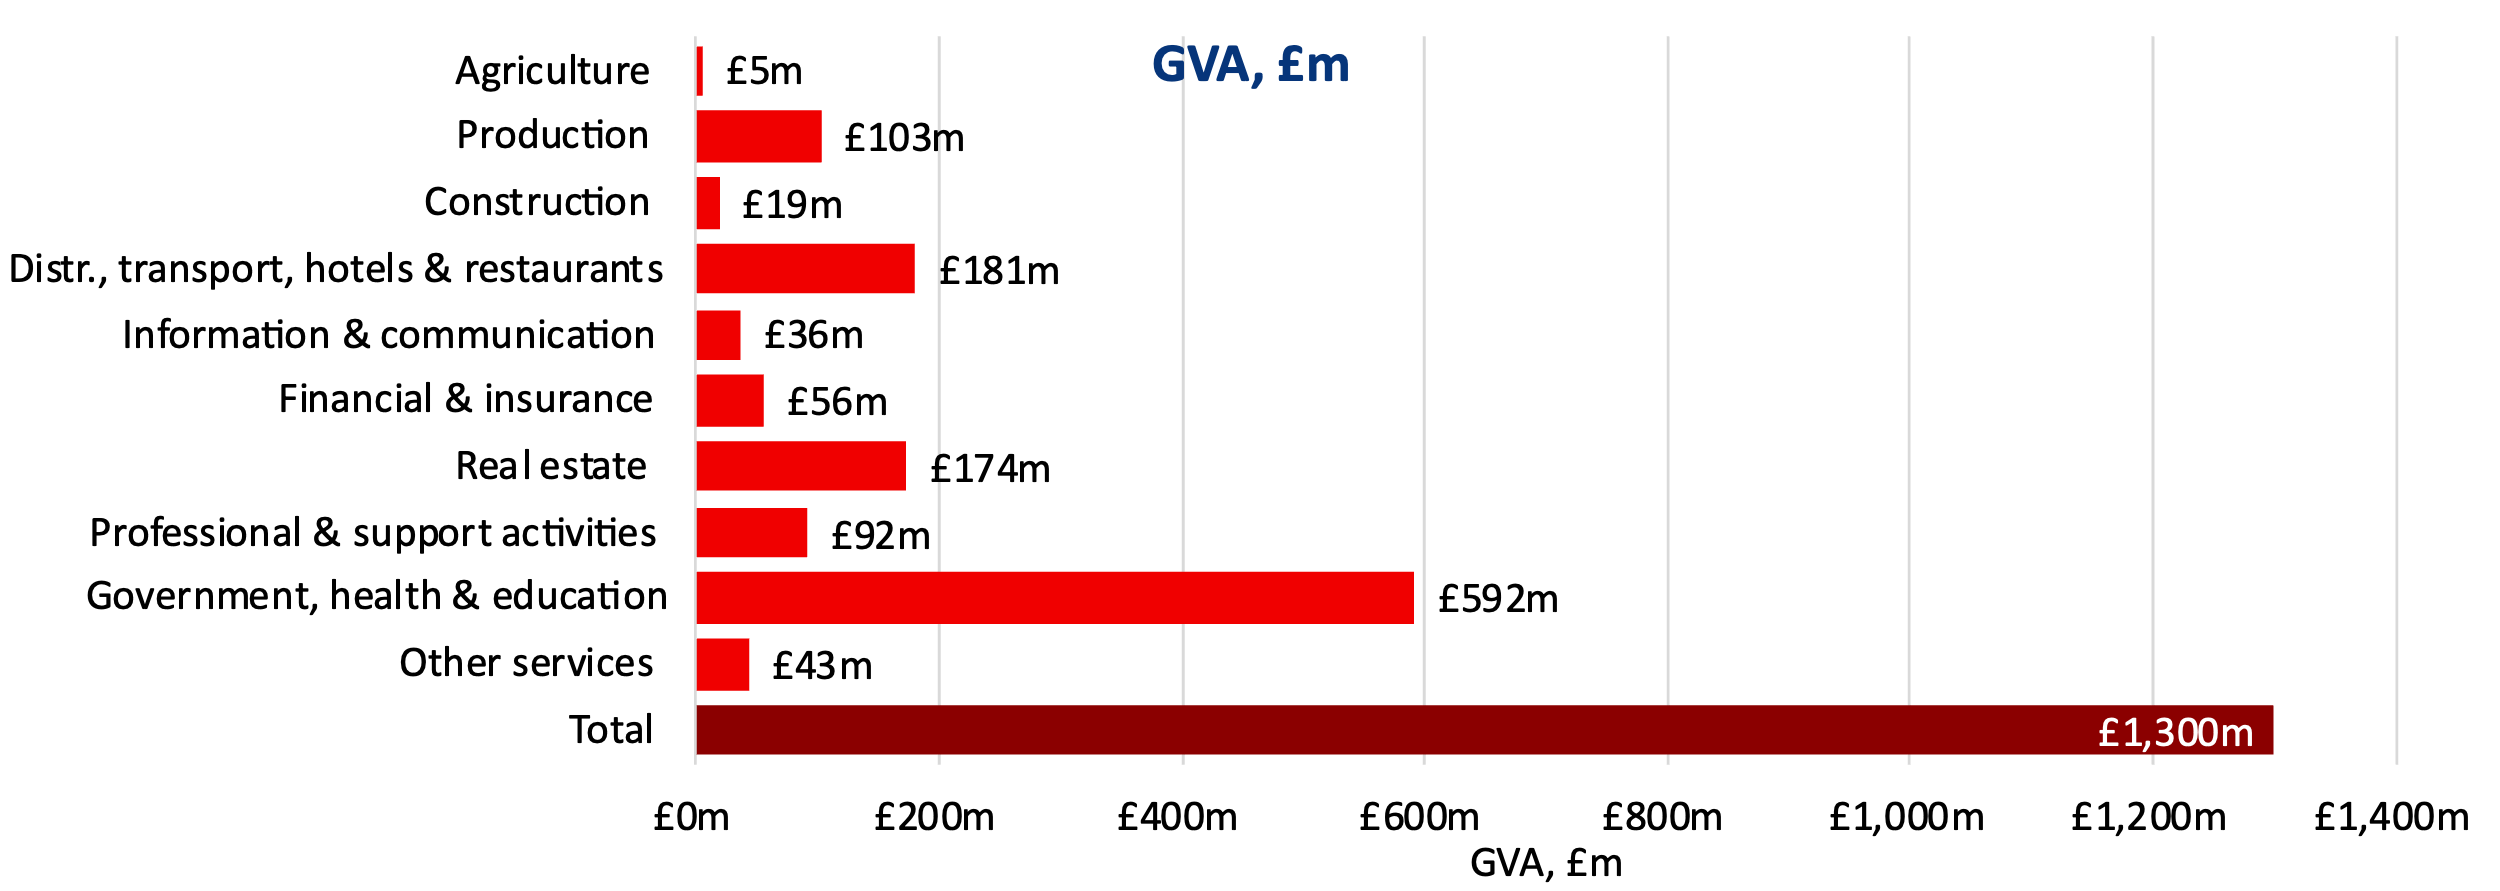 GVA, £m
Agriculture £5m
Production £103m
Construction £19m
Distr., transport, hotels & restaurants £181m
Information & communication £36m
Financial & insurance £56m
Real estate £174m
Professional & support activities £92m
Government, health & education £592m
Other services £43m
Total £1,300m
£0m £200m £400m £600m £800m £1,000m £1,200m £1,400m
GVA, £m